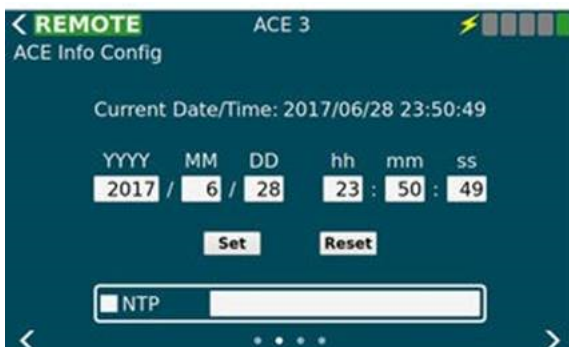 < REMOTE ACE 3
ACE Info Config
Current Date/Time: 2017/06/28 23:50:49
YYYY MM DD hh mm ss
2017 / 6 / 28 23 : 50 : 49
Set Reset
NTP
< >